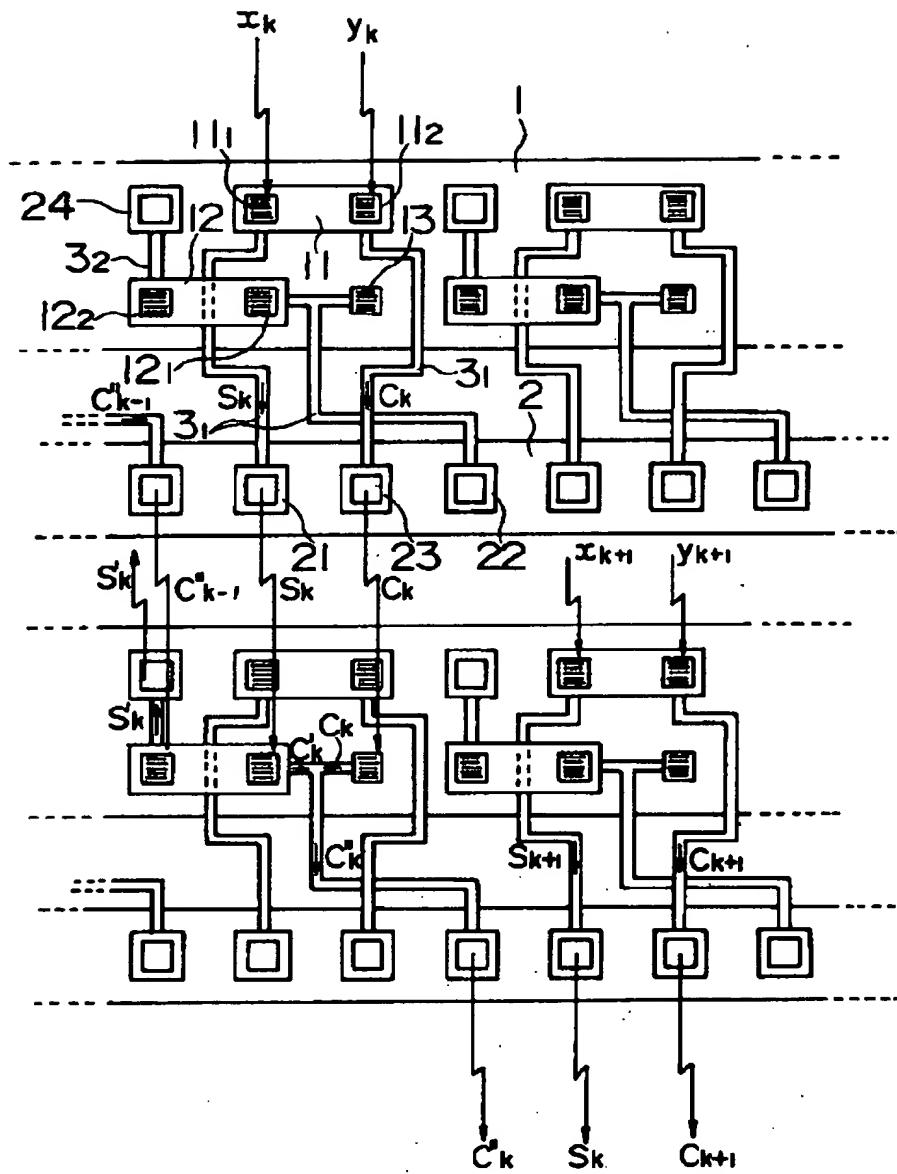 xk yk
1
11₁ 11₂
24 12 13
3₂ 11
12₂
12₁
3₁
C"k-1 Sk Ck
3₁ 2
21 23 22
xk+1 yk+1
S'k C"k-1 Sk Ck
S'k C'k Ck
C"k Sk+1 Ck+1
C"k Sk Ck+1